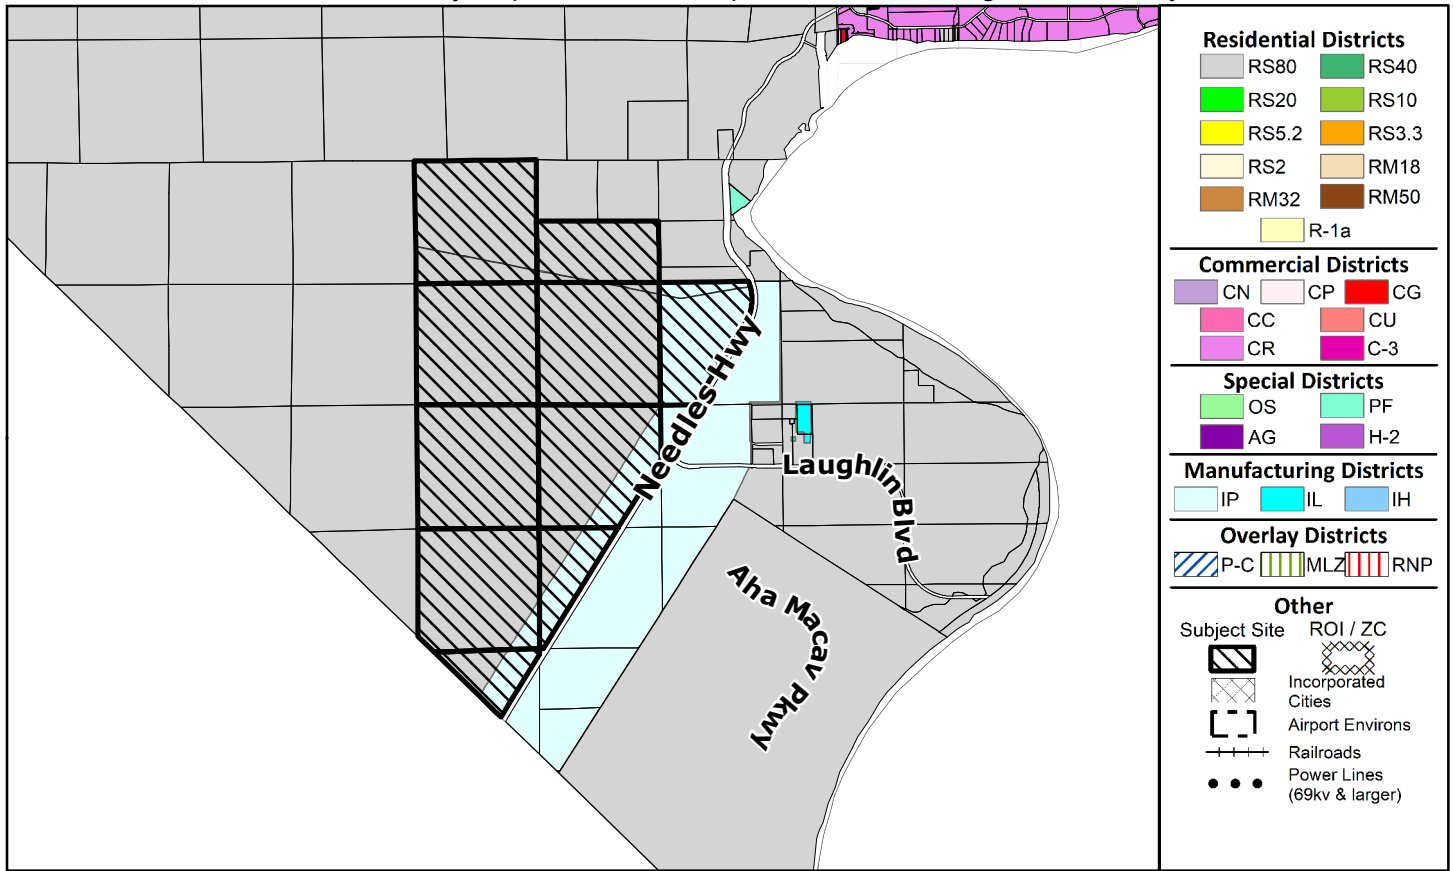 Needles-Hwy
Laughlin Blvd
Aha Macav Pkwy
Residential Districts
RS80 RS40
RS20 RS10
RS5.2 RS3.3
RS2 RM18
RM32 RM50
R-1a
Commercial Districts
CN CP CG
CC CU
CR C-3
Special Districts
OS PF
AG H-2
Manufacturing Districts
IP IL IH
Overlay Districts
P-C MLZ RNP
Other
Subject Site ROI / ZC
Incorporated
Cities
Airport Environs
Railroads
Power Lines
(69kv & larger)